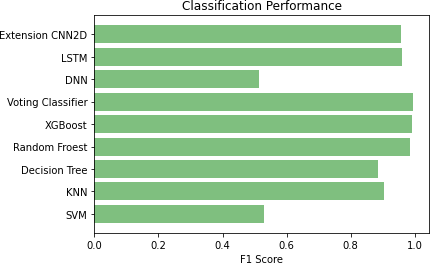 Classification Performance
Extension CNN2D
LSTM
DNN
Voting Classifier
XGBoost
Random Froest
Decision Tree
KNN
SVM
0.0 0.2 0.4 0.6 0.8 1.0
F1 Score